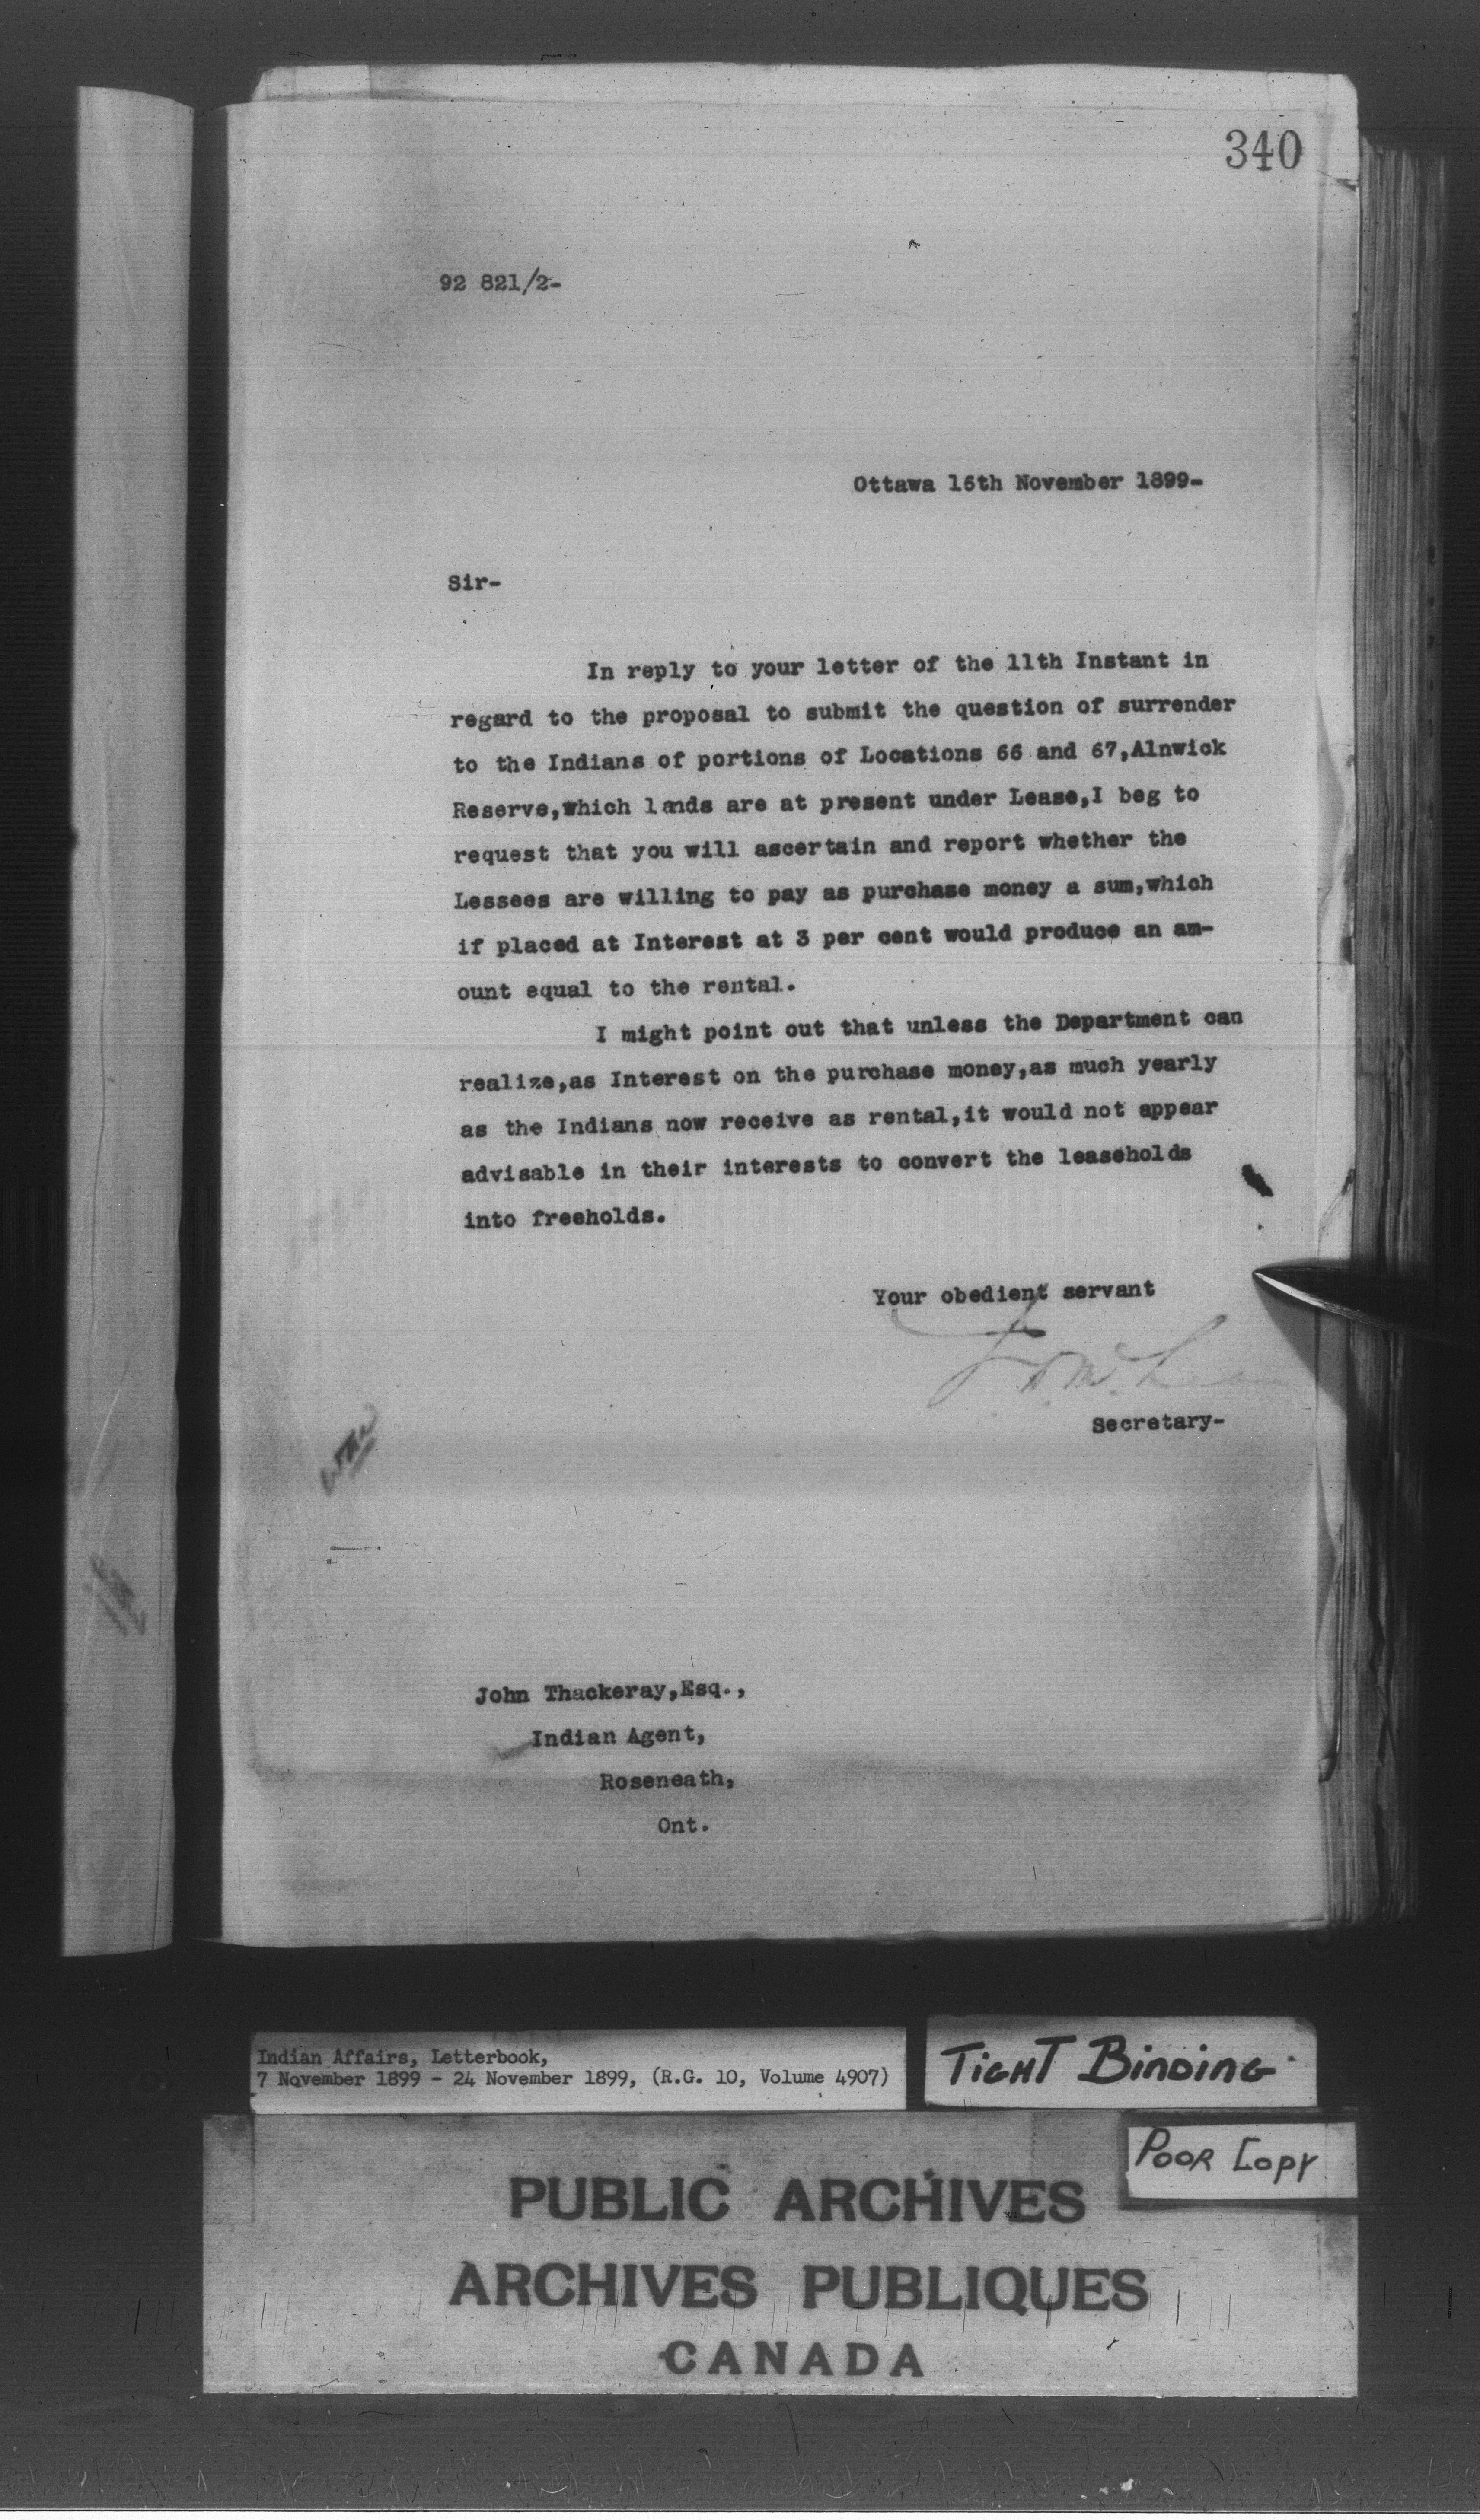 340
92 821/2-
Ottawa 16th November 1899-
Sir-
In reply to your letter of the 11th Instant in
regard to the proposal to submit the question of surrender
to the Indians of portions of Locations 66 and 67,Alnwick
Reserve,which lands are at present under Lease,I beg to
request that you will ascertain and report whether the
Lessees are willing to pay as purchase money a sum,which
if placed at Interest at 3 per cent would produce an am-
ount equal to the rental.
I might point out that unless the Department can
realize,as Interest on the purchase money,as much yearly
as the Indians now receive as rental,it would not appear
advisable in their interests to convert the leaseholds
into freeholds.
Your obedient servant
McLean
Secretary-
John Thackeray,Esq.,
Indian Agent,
Roseneath,
Ont.
Indian Affairs, Letterbook,
7 November 1899 - 24 November 1899, (R.G. 10, Volume 4907)
TIGHT BINDING
POOR COPY
PUBLIC ARCHIVES
ARCHIVES PUBLIQUES
CANADA